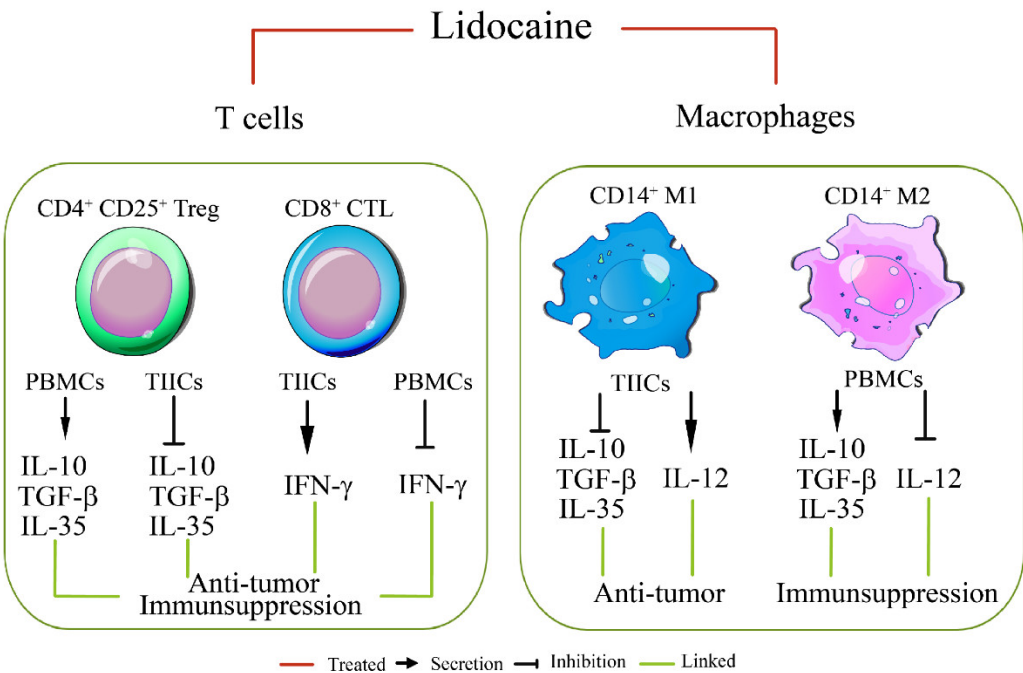 Lidocaine
T cells
Macrophages
CD4⁺ CD25⁺ Treg
CD8⁺ CTL
PBMCs
TIICs
TIICs
PBMCs
IL-10
TGF-β
IL-35
IL-10
TGF-β
IL-35
IFN-γ
IFN-γ
Anti-tumor
Immunsuppression
CD14⁺ M1
CD14⁺ M2
TIICs
PBMCs
IL-10
TGF-β
IL-35
IL-12
IL-10
TGF-β
IL-35
IL-12
Anti-tumor
Immunsuppression
Treated
Secretion
Inhibition
Linked